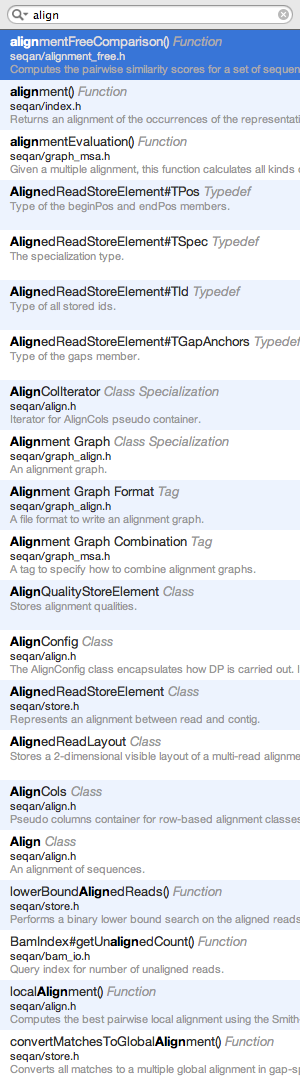 align
alignmentFreeComparison() Function
seqan/alignment_free.h
Computes the pairwise similarity scores for a set of sequen
alignment() Function
seqan/index.h
Returns an alignment of the occurrences of the representati
alignmentEvaluation() Function
seqan/graph_msa.h
Given a multiple alignment, this function calculates all kinds o
AlignedReadStoreElement#TPos Typedef
Type of the beginPos and endPos members.
AlignedReadStoreElement#TSpec Typedef
The specialization type.
AlignedReadStoreElement#TId Typedef
Type of all stored ids.
AlignedReadStoreElement#TGapAnchors Typedef
Type of the gaps member.
AlignColIterator Class Specialization
seqan/align.h
Iterator for AlignCols pseudo container.
Alignment Graph Class Specialization
seqan/graph_align.h
An alignment graph.
Alignment Graph Format Tag
seqan/graph_align.h
A file format to write an alignment graph.
Alignment Graph Combination Tag
seqan/graph_msa.h
A tag to specify how to combine alignment graphs.
AlignQualityStoreElement Class
Stores alignment qualities.
AlignConfig Class
seqan/align.h
The AlignConfig class encapsulates how DP is carried out. I
AlignedReadStoreElement Class
seqan/store.h
Represents an alignment between read and contig.
AlignedReadLayout Class
Stores a 2-dimensional visible layout of a multi-read alignme
AlignCols Class
seqan/align.h
Pseudo columns container for row-based alignment classes
Align Class
seqan/align.h
An alignment of sequences.
lowerBoundAlignedReads() Function
seqan/store.h
Performs a binary lower bound search on the aligned reads
BamIndex#getUnalignedCount() Function
seqan/bam_io.h
Query index for number of unaligned reads.
localAlignment() Function
seqan/align.h
Computes the best pairwise local alignment using the Smith
convertMatchesToGlobalAlignment() Function
seqan/store.h
Converts all matches to a multiple global alignment in gap-s